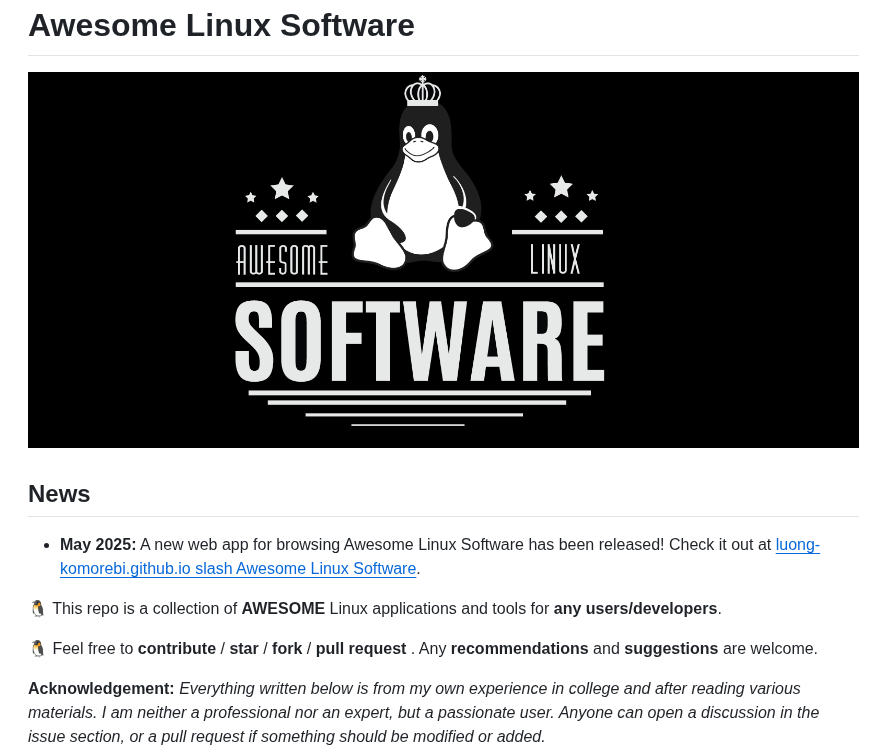 Awesome Linux Software
AWESOME
LINUX
SOFTWARE
News
May 2025: A new web app for browsing Awesome Linux Software has been released! Check it out at luong-
komorebi.github.io slash Awesome Linux Software.
🐧 This repo is a collection of AWESOME Linux applications and tools for any users/developers.
🐧 Feel free to contribute / star / fork / pull request . Any recommendations and suggestions are welcome.
Acknowledgement: Everything written below is from my own experience in college and after reading various
materials. I am neither a professional nor an expert, but a passionate user. Anyone can open a discussion in the
issue section, or a pull request if something should be modified or added.